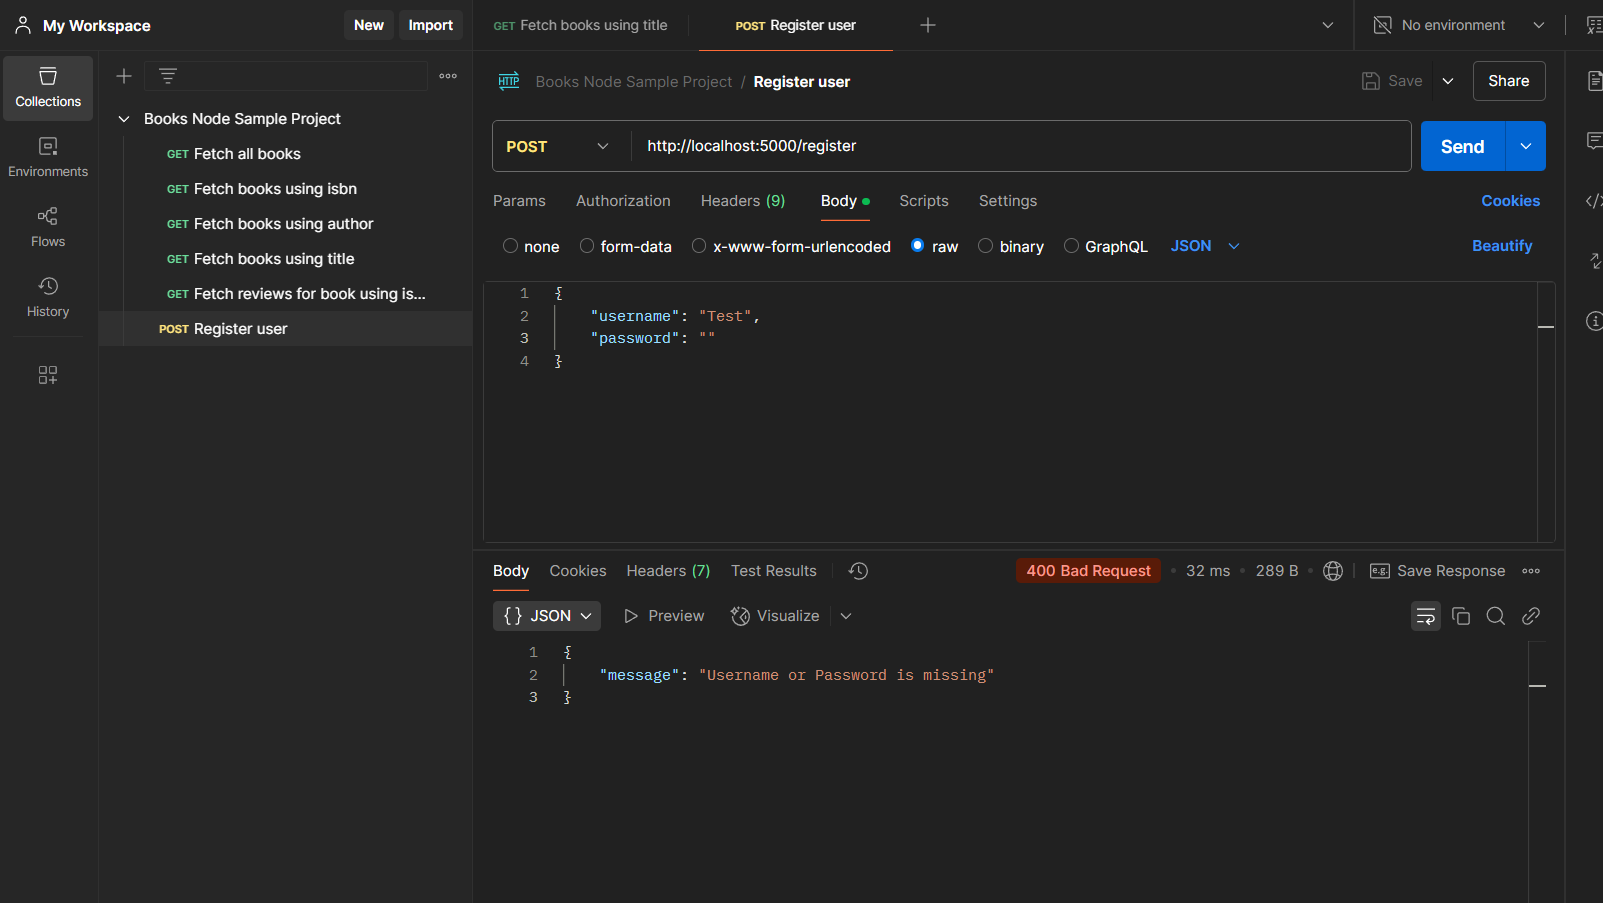 My Workspace
New
Import
GET Fetch books using title
POST Register user
No environment
Collections
Environments
Flows
History
Books Node Sample Project
GET Fetch all books
GET Fetch books using isbn
GET Fetch books using author
GET Fetch books using title
GET Fetch reviews for book using is...
POST Register user
HTTP Books Node Sample Project / Register user
Save
Share
POST
http://localhost:5000/register
Send
Params Authorization Headers (9) Body Scripts Settings
Cookies
none form-data x-www-form-urlencoded raw binary GraphQL JSON
Beautify
1 {
2 "username": "Test",
3 "password": ""
4 }
Body Cookies Headers (7) Test Results
400 Bad Request • 32 ms • 289 B •
e.g. Save Response
{} JSON Preview Visualize
1 {
2 "message": "Username or Password is missing"
3 }